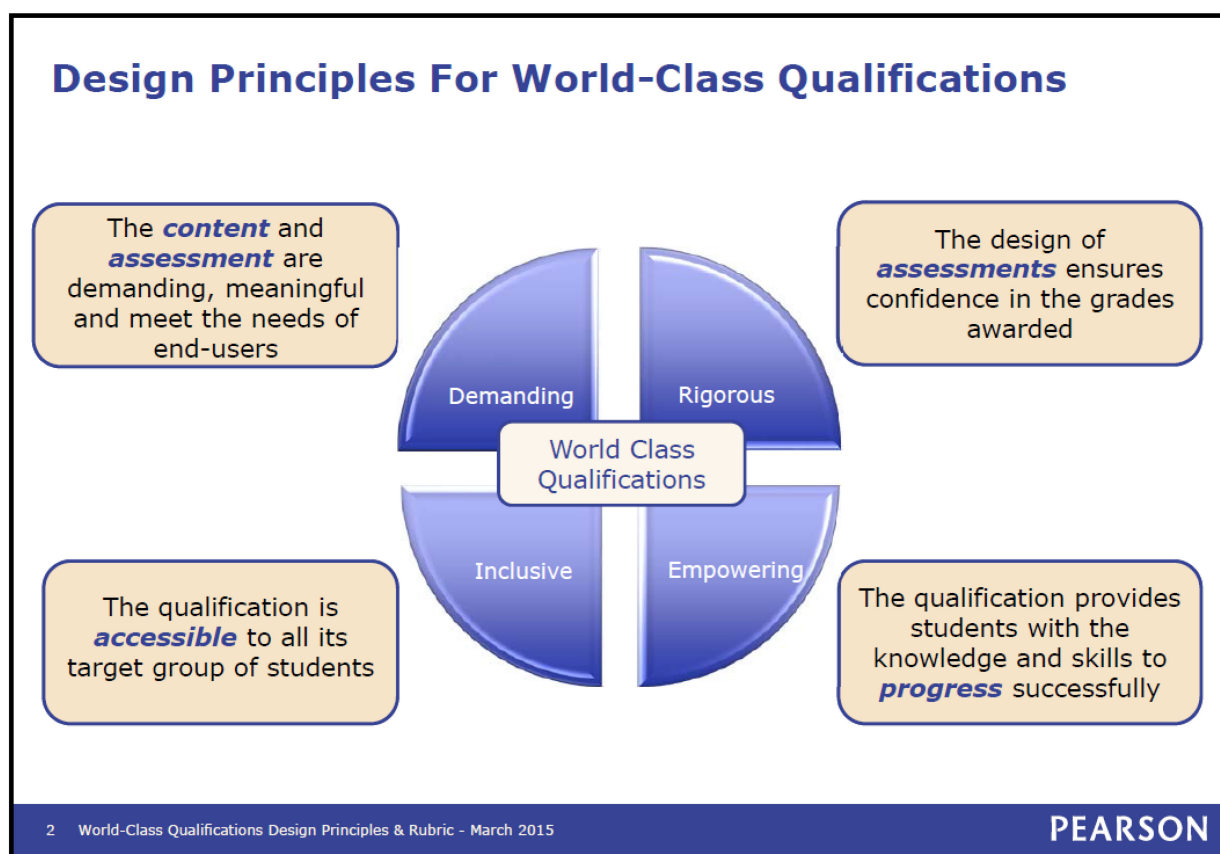 Design Principles For World-Class Qualifications
The content and
assessment are
demanding, meaningful
and meet the needs of
end-users
The design of
assessments ensures
confidence in the grades
awarded
Demanding
Rigorous
World Class
Qualifications
Inclusive
Empowering
The qualification is
accessible to all its
target group of students
The qualification provides
students with the
knowledge and skills to
progress successfully
2 World-Class Qualifications Design Principles & Rubric - March 2015
PEARSON